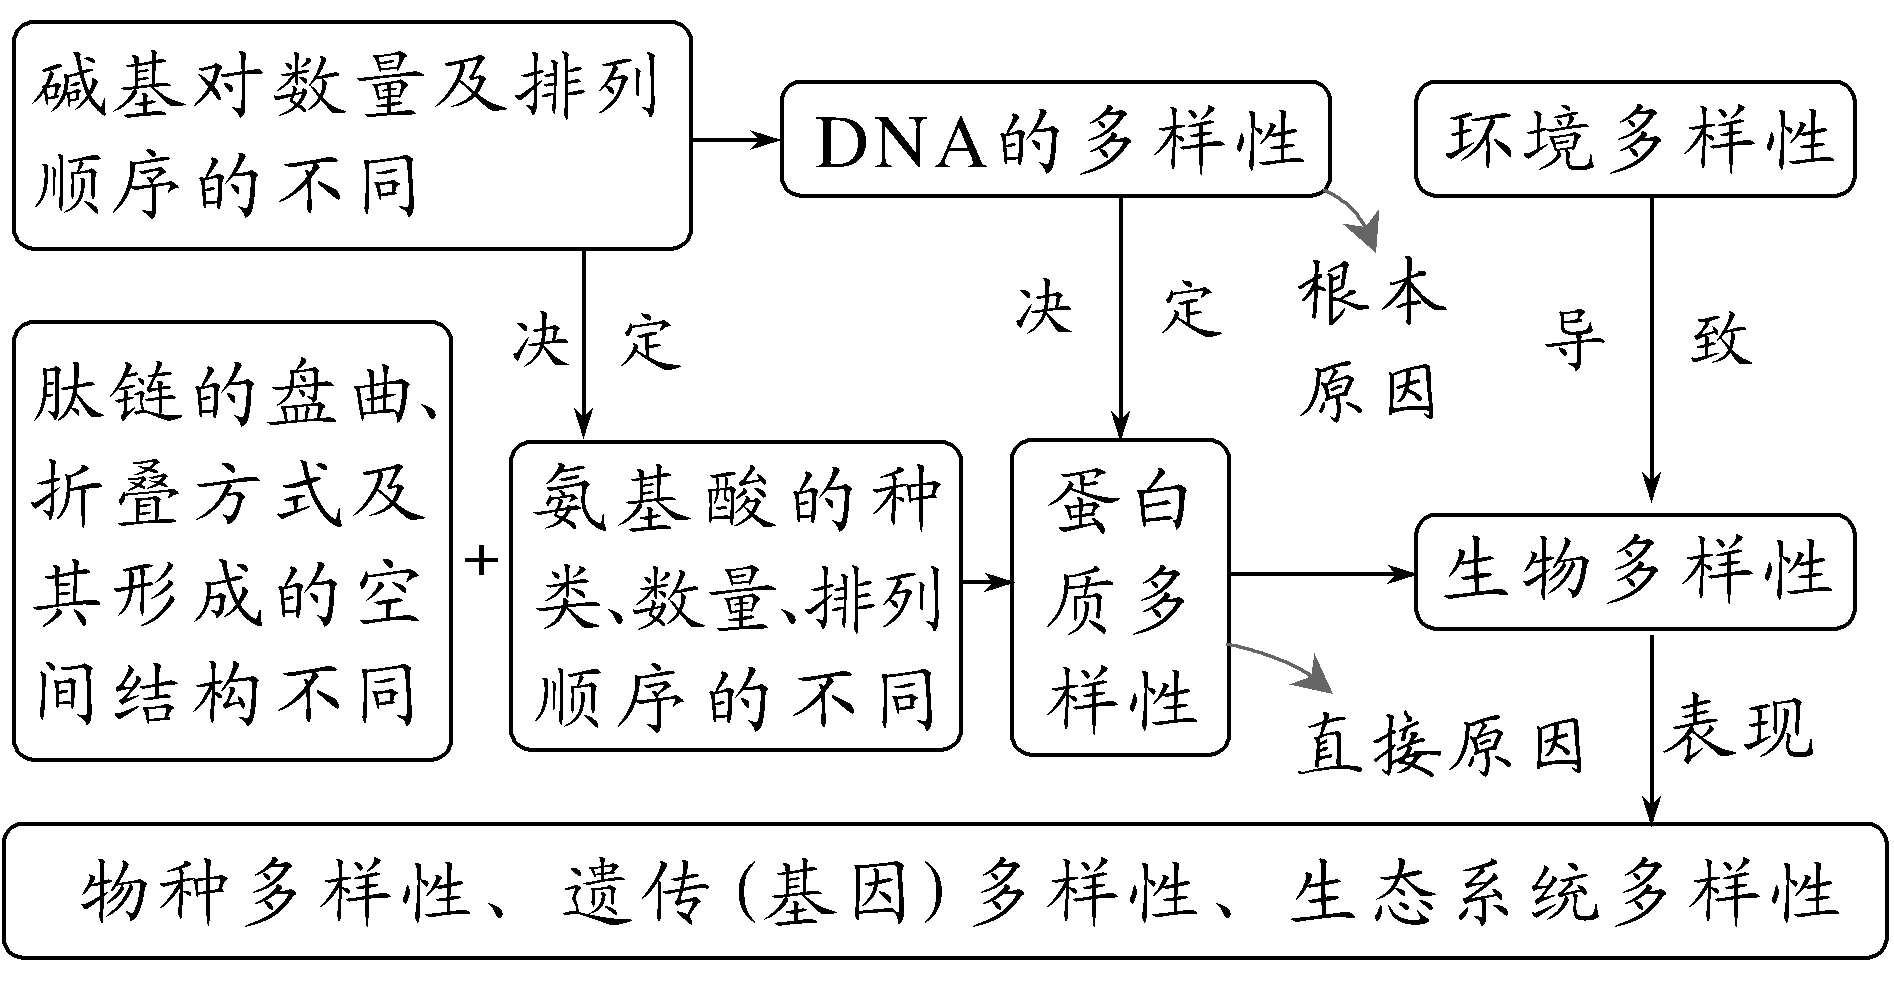 碱基对数量及排列
顺序的不同
DNA的多样性
环境多样性
决 定
决 定
根本
原因
导 致
肽链的盘曲、
折叠方式及
其形成的空
间结构不同
+
氨基酸的种
类、数量、排列
顺序的不同
蛋白
质多
样性
生物多样性
直接原因
表现
物种多样性、遗传(基因)多样性、生态系统多样性